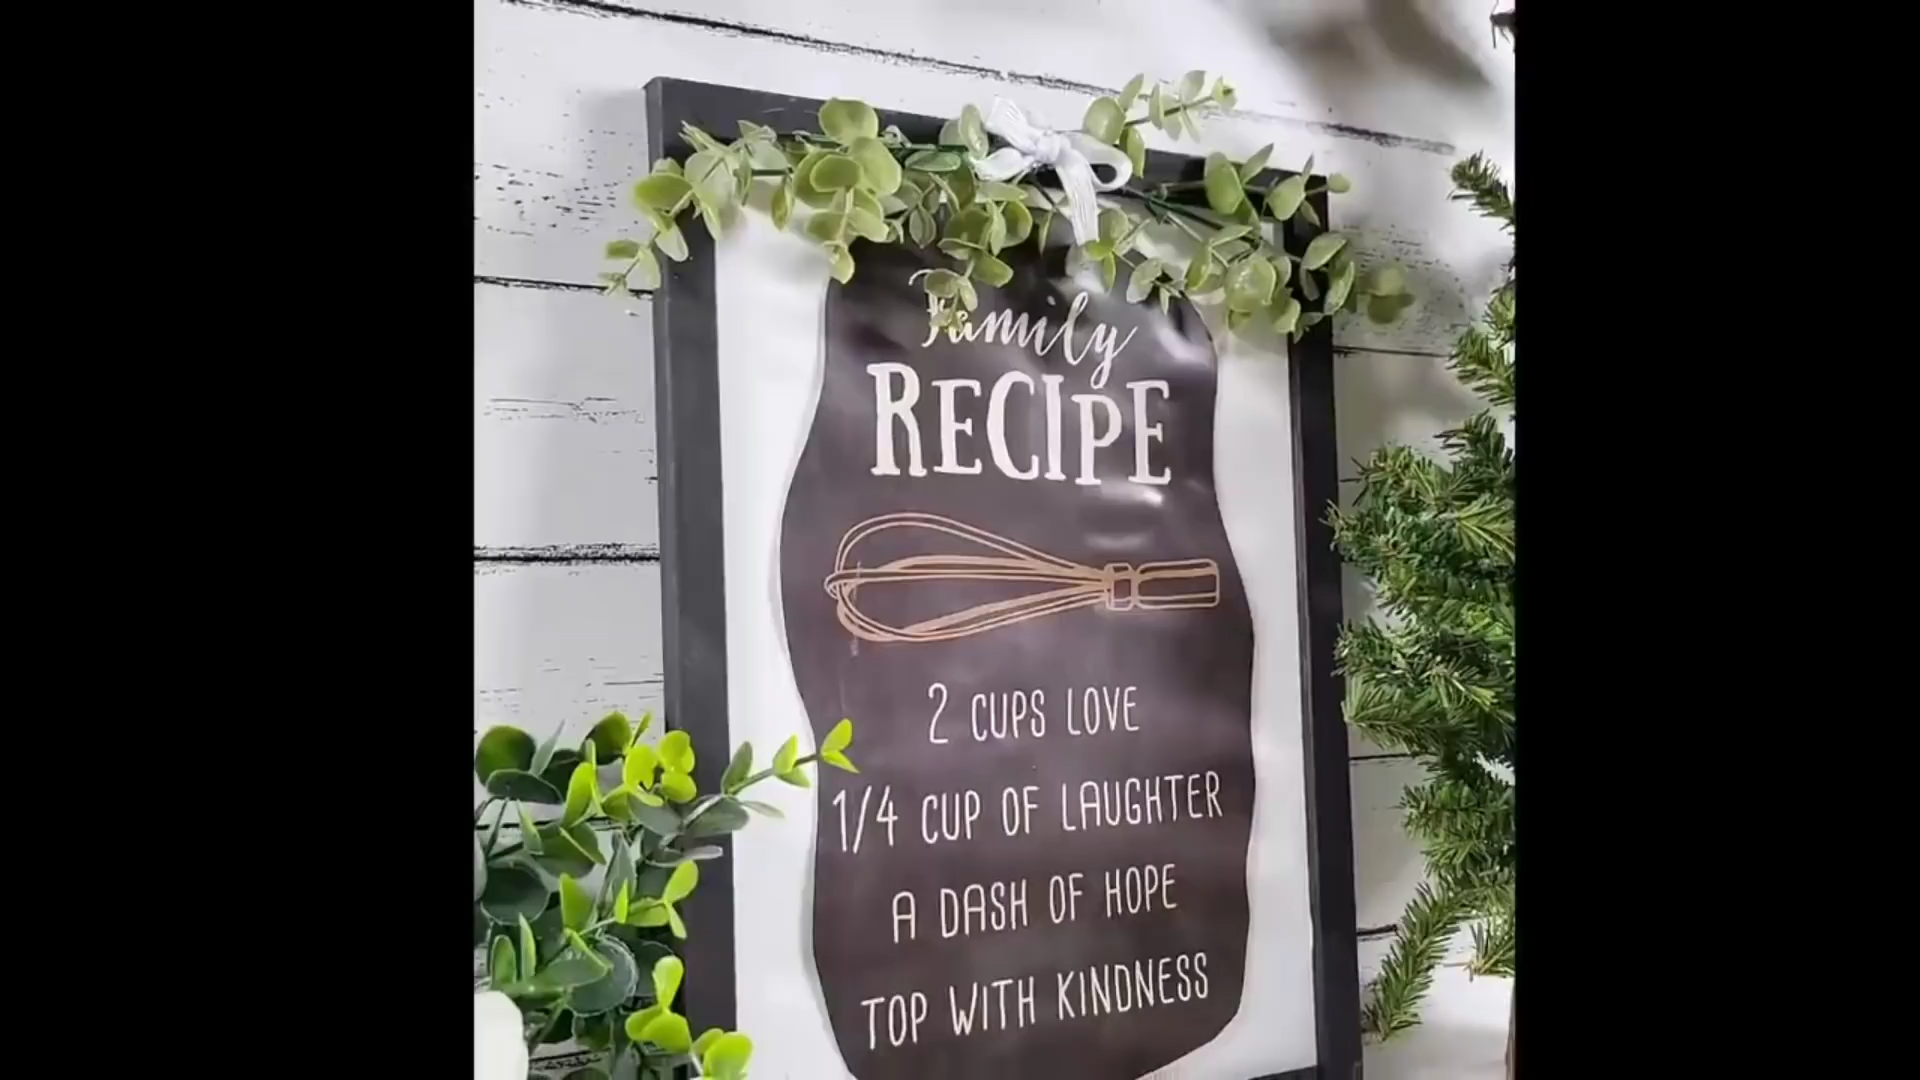 Family
RECIPE
2 CUPS LOVE
1/4 CUP OF LAUGHTER
A DASH OF HOPE
TOP WITH KINDNESS